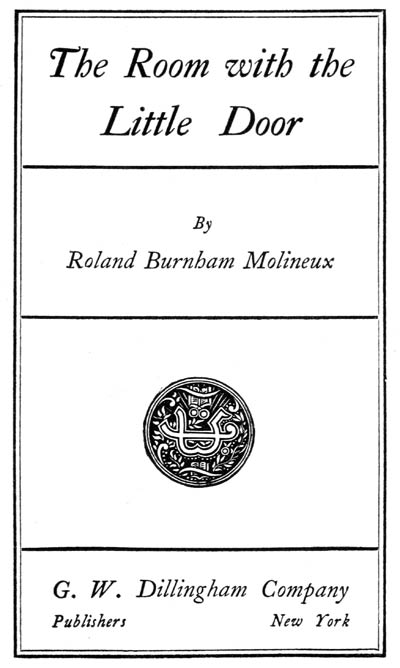 The Room with the
Little Door
By
Roland Burnham Molineux
G. W. Dillingham Company
Publishers New York